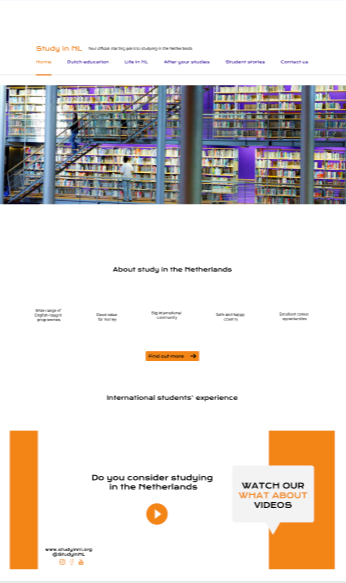 Study in NL
Your official starting point to studying in the Netherlands
Home Dutch education Life in NL After your studies Student stories Contact us
About study in the Netherlands
Wide range of
English-taught
programmes
Good value
for money
Big international
community
Safe and happy
country
Excellent career
opportunities
Find out more
International students' experience
Do you consider studying
in the Netherlands
WATCH OUR
WHAT ABOUT
VIDEOS
www.studyinnl.org
@StudyinNL